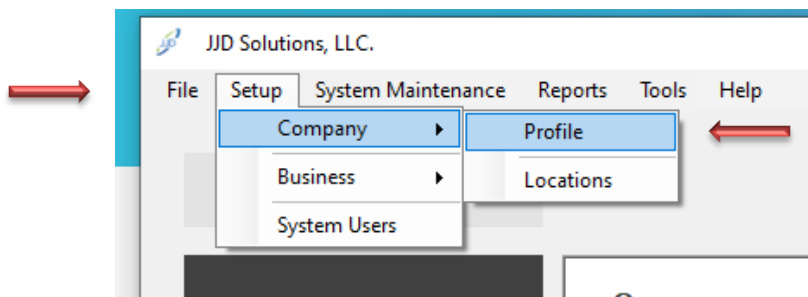 JJD Solutions, LLC.
File Setup System Maintenance Reports Tools Help
Company Profile
Business Locations
System Users